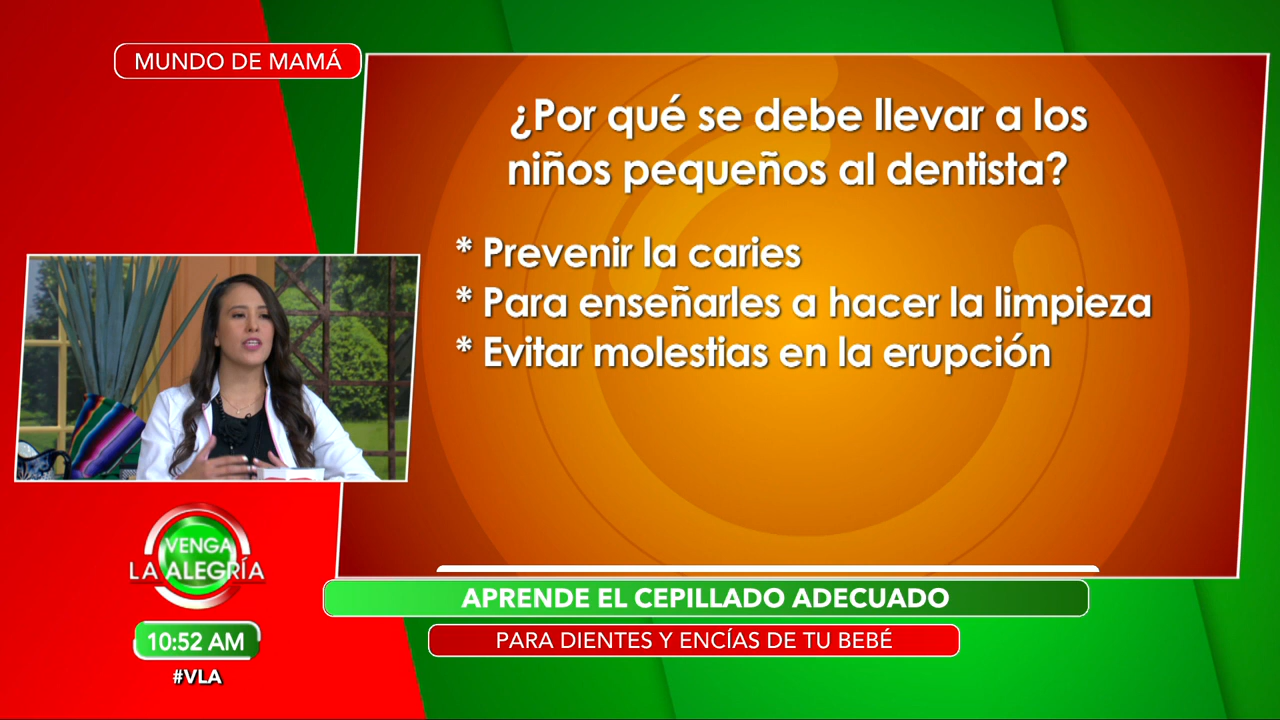 MUNDO DE MAMÁ
¿Por qué se debe llevar a los
niños pequeños al dentista?
* Prevenir la caries
* Para enseñarles a hacer la limpieza
* Evitar molestias en la erupción
VENGA
LA ALEGRÍA
APRENDE EL CEPILLADO ADECUADO
10:52 AM
PARA DIENTES Y ENCÍAS DE TU BEBÉ
#VLA